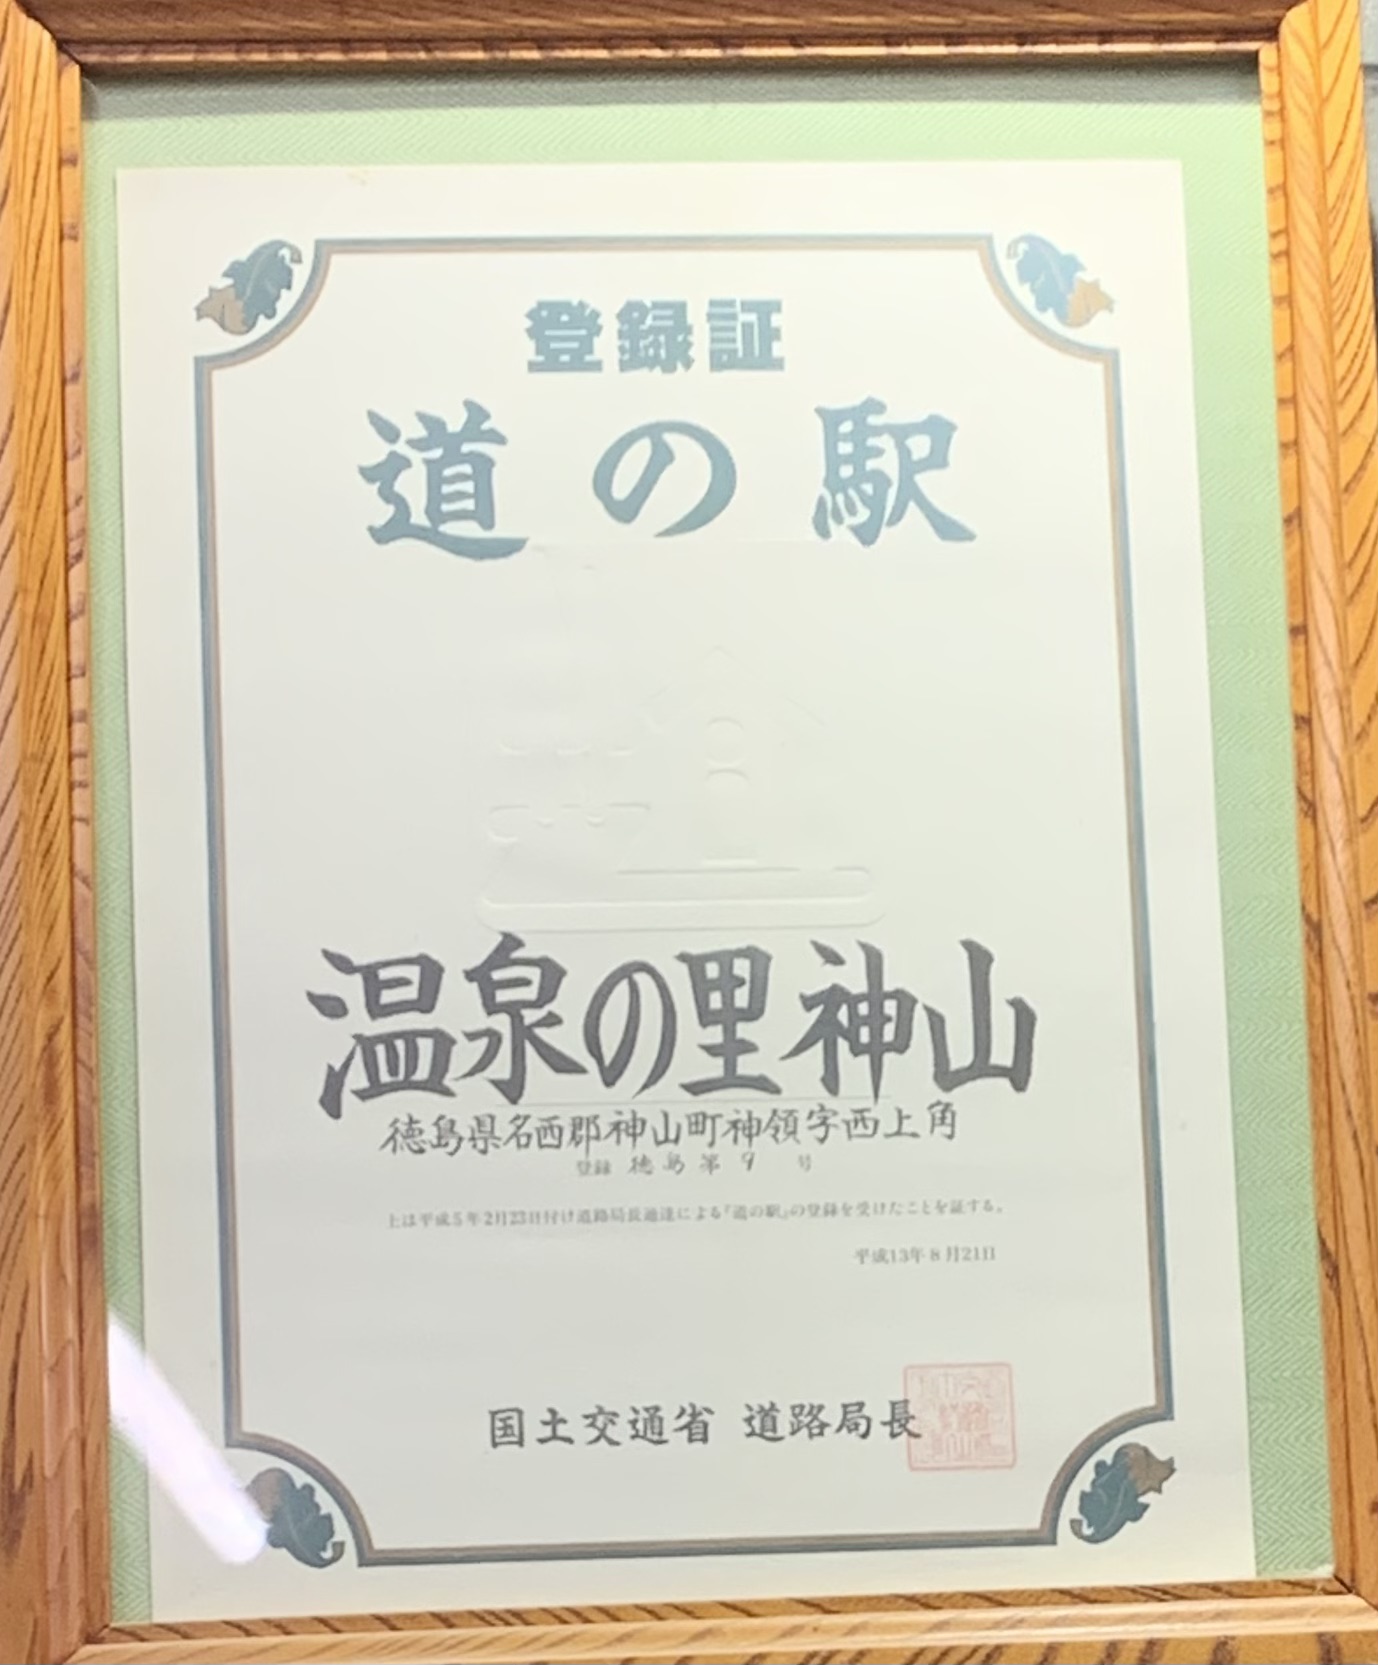 登録証
道の駅
温泉の里神山
徳島県名西郡神山町神領字西上角
登録 徳島第9号
上は平成5年2月23日付け道路局長通達による『道の駅』の登録を受けたことを証する。
平成13年8月21日
国土交通省 道路局長